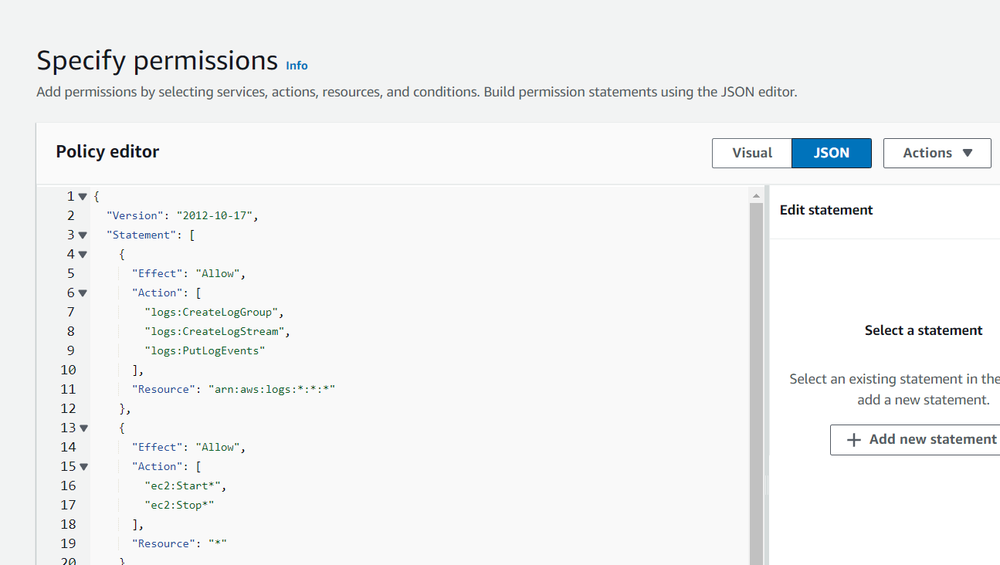 Specify permissions Info
Add permissions by selecting services, actions, resources, and conditions. Build permission statements using the JSON editor.
Policy editor
Visual
JSON
Actions
1 {
2 "Version": "2012-10-17",
3 "Statement": [
4 {
5 "Effect": "Allow",
6 "Action": [
7 "logs:CreateLogGroup",
8 "logs:CreateLogStream",
9 "logs:PutLogEvents"
10 ],
11 "Resource": "arn:aws:logs:*:*:*"
12 },
13 {
14 "Effect": "Allow",
15 "Action": [
16 "ec2:Start*",
17 "ec2:Stop*"
18 ],
19 "Resource": "*"
20 }
Edit statement
Select a statement
Select an existing statement in the
add a new statement.
+ Add new statement